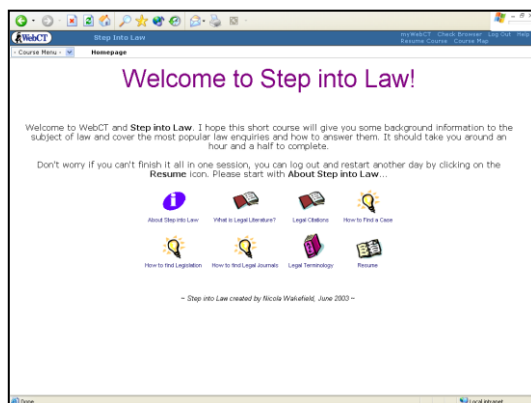 WebCT Step Into Law myWebCT Check Browser Log Out Help
Resume Course Course Map
- Course Menu - Homepage
Welcome to Step into Law!
Welcome to WebCT and Step into Law. I hope this short course will give you some background information to the
subject of law and cover the most popular law enquiries and how to answer them. It should take you around an
hour and a half to complete.
Don't worry if you can't finish it all in one session, you can log out and restart another day by clicking on the
Resume icon. Please start with About Step into Law...
About Step into Law What is Legal Literature? Legal Citations How to Find a Case
How to find Legislation How to find Legal Journals Legal Terminology Resume
~ Step into Law created by Nicola Wakefield, June 2003 ~
Done Local intranet